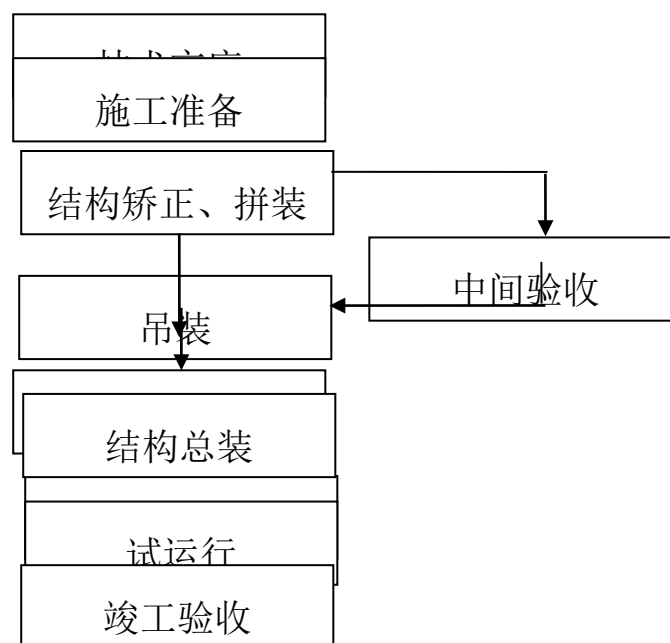 施工准备
结构矫正、拼装
中间验收
吊装
结构总装
试运行
竣工验收